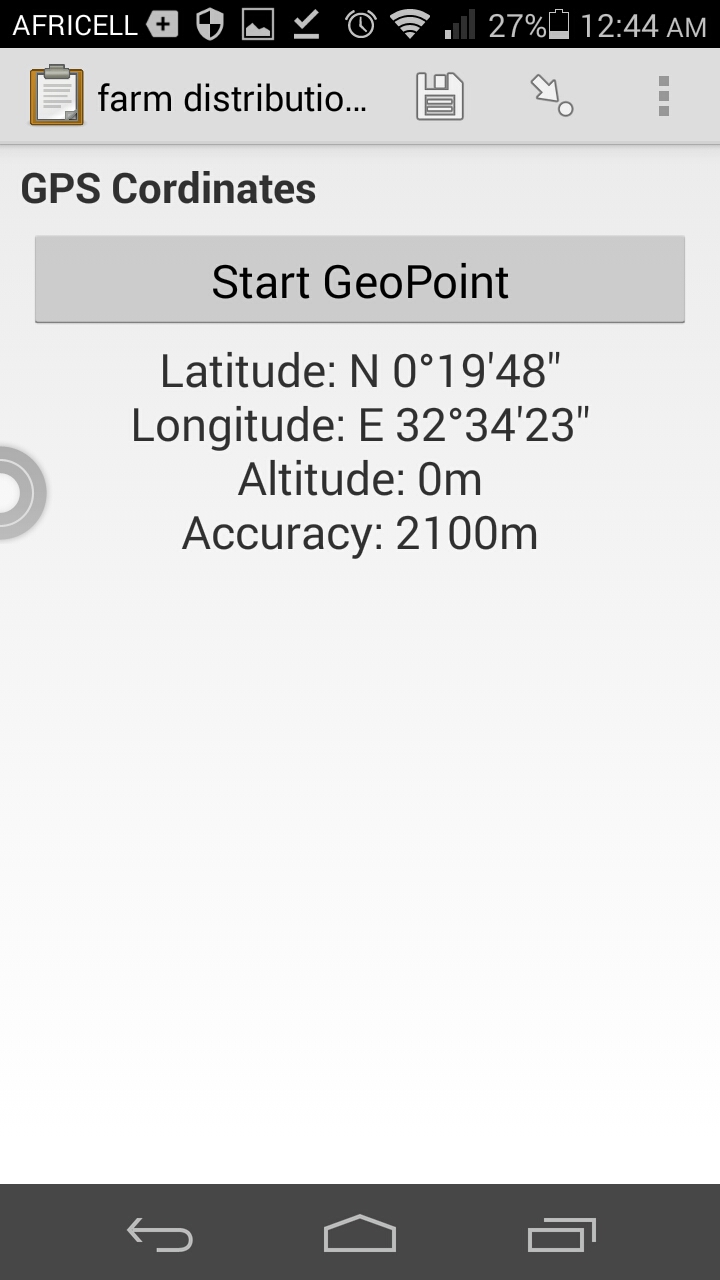 AFRICELL 27% 12:44 AM
farm distributio...
GPS Cordinates
Start GeoPoint
Latitude: N 0°19'48"
Longitude: E 32°34'23"
Altitude: 0m
Accuracy: 2100m